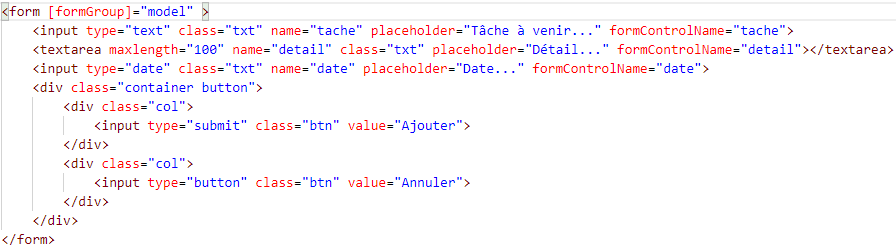 <form [formGroup]="model" >
    <input type="text" class="txt" name="tache" placeholder="Tâche à venir..." formControlName="tache">
    <textarea maxlength="100" name="detail" class="txt" placeholder="Détail..." formControlName="detail"></textarea>
    <input type="date" class="txt" name="date" placeholder="Date..." formControlName="date">
    <div class="container button">
        <div class="col">
            <input type="submit" class="btn" value="Ajouter">
        </div>
        <div class="col">
            <input type="button" class="btn" value="Annuler">
        </div>
    </div>
</form>